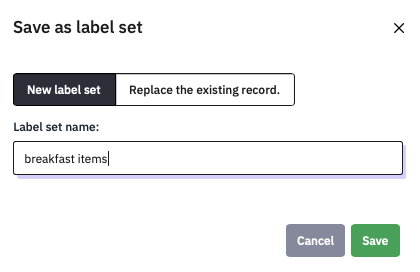 Save as label set
New label set
Replace the existing record.
Label set name:
breakfast items
Cancel
Save